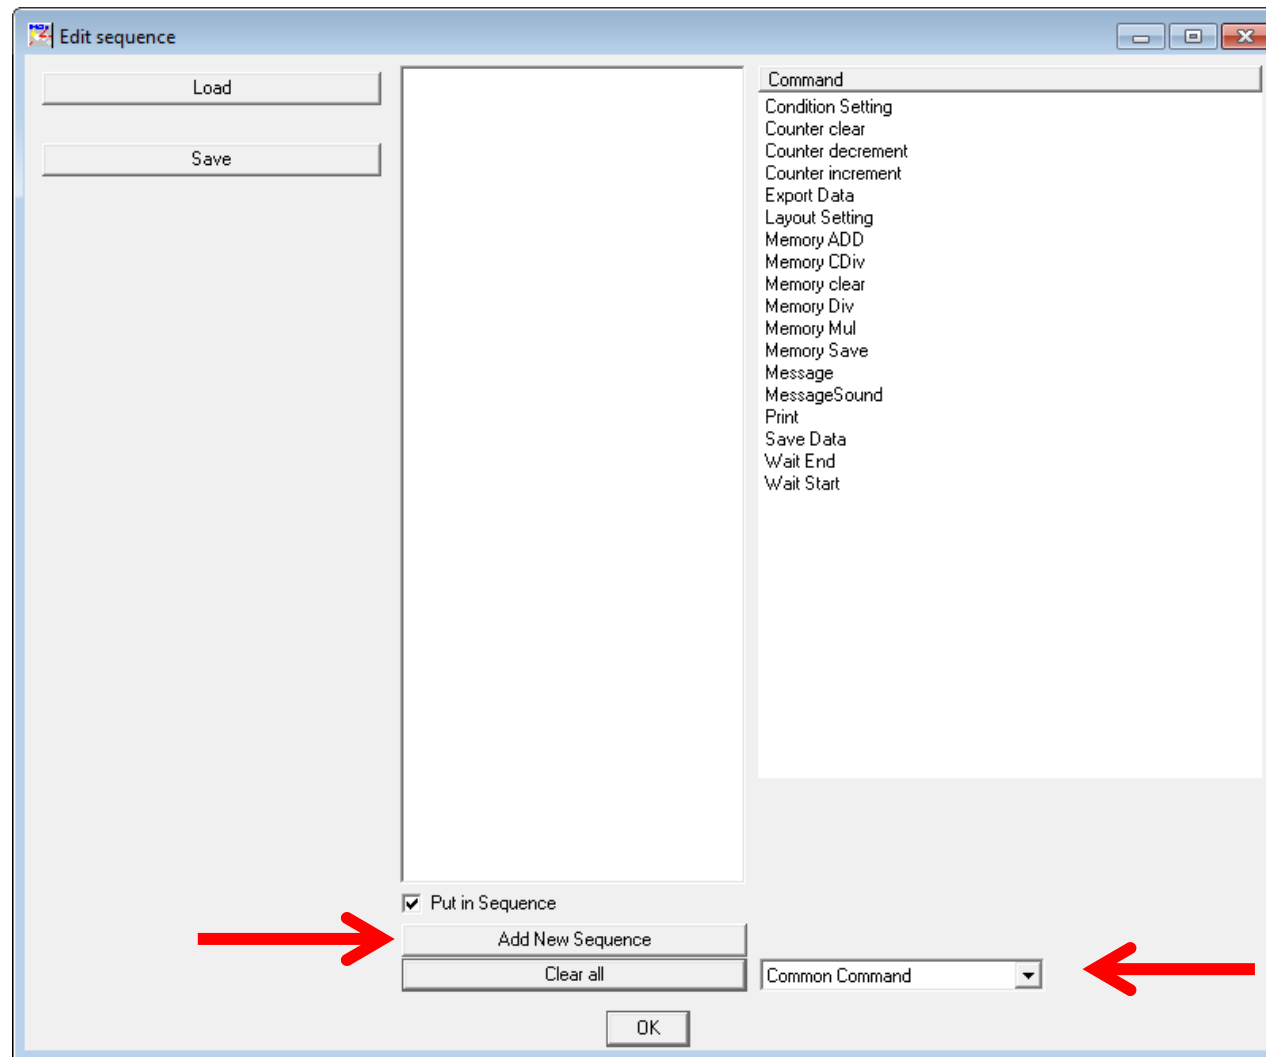 Edit sequence
Load
Save
Command
Condition Setting
Counter clear
Counter decrement
Counter increment
Export Data
Layout Setting
Memory ADD
Memory CDiv
Memory clear
Memory Div
Memory Mul
Memory Save
Message
MessageSound
Print
Save Data
Wait End
Wait Start
Put in Sequence
Add New Sequence
Clear all
Common Command
OK